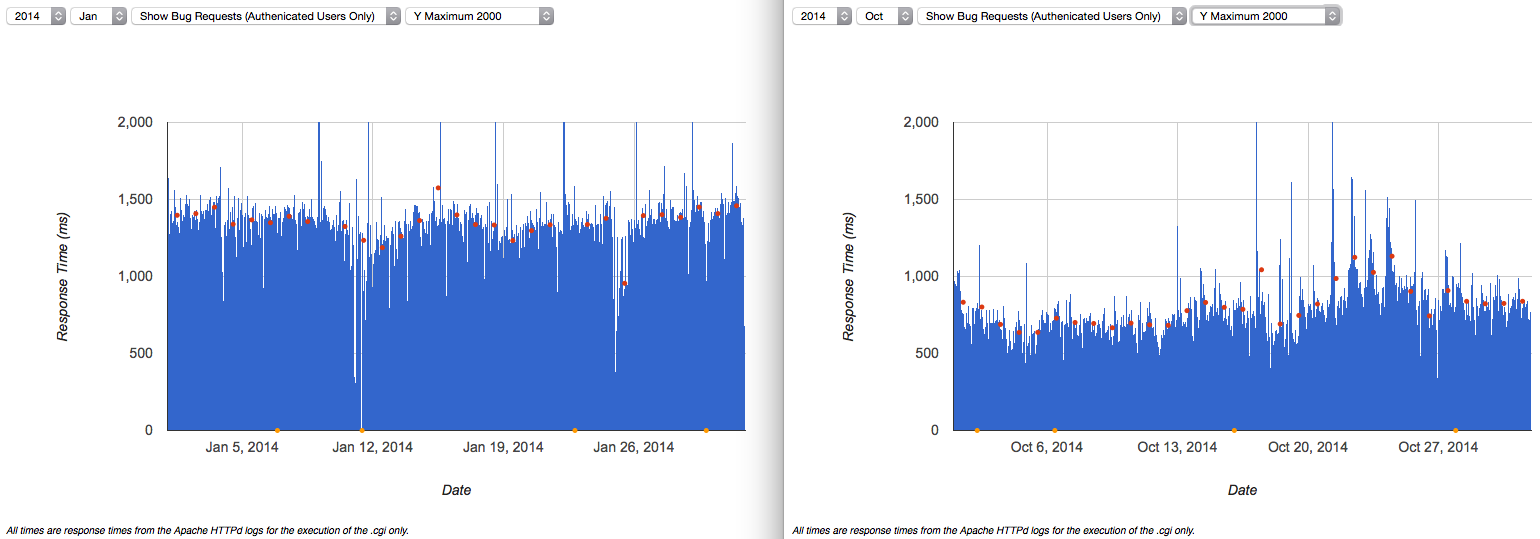 2014 Jan Show Bug Requests (Authenicated Users Only) Y Maximum 2000
2,000
1,500
1,000
500
0
Response Time (ms)
Jan 5, 2014 Jan 12, 2014 Jan 19, 2014 Jan 26, 2014
Date
All times are response times from the Apache HTTPd logs for the execution of the .cgi only.
2014 Oct Show Bug Requests (Authenicated Users Only) Y Maximum 2000
2,000
1,500
1,000
500
0
Response Time (ms)
Oct 6, 2014 Oct 13, 2014 Oct 20, 2014 Oct 27, 2014
Date
All times are response times from the Apache HTTPd logs for the execution of the .cgi only.